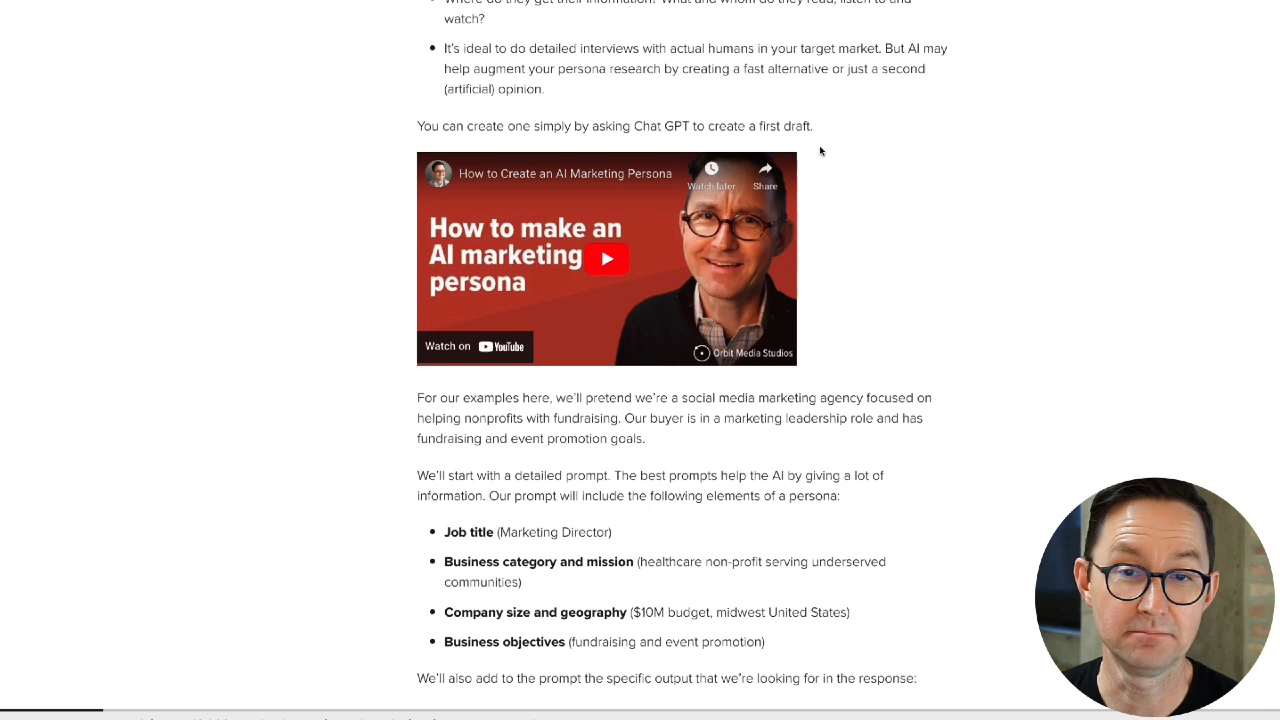 Where do they get their information? What and whom do they read, listen to and
watch?
It's ideal to do detailed interviews with actual humans in your target market. But AI may
help augment your persona research by creating a fast alternative or just a second
(artificial) opinion.
You can create one simply by asking Chat GPT to create a first draft.
How to Create an AI Marketing Persona
Watch later
Share
How to make an
AI marketing
persona
Watch on YouTube
Orbit Media Studios
For our examples here, we'll pretend we're a social media marketing agency focused on
helping nonprofits with fundraising. Our buyer is in a marketing leadership role and has
fundraising and event promotion goals.
We'll start with a detailed prompt. The best prompts help the AI by giving a lot of
information. Our prompt will include the following elements of a persona:
Job title (Marketing Director)
Business category and mission (healthcare non-profit serving underserved
communities)
Company size and geography ($10M budget, midwest United States)
Business objectives (fundraising and event promotion)
We'll also add to the prompt the specific output that we're looking for in the response: